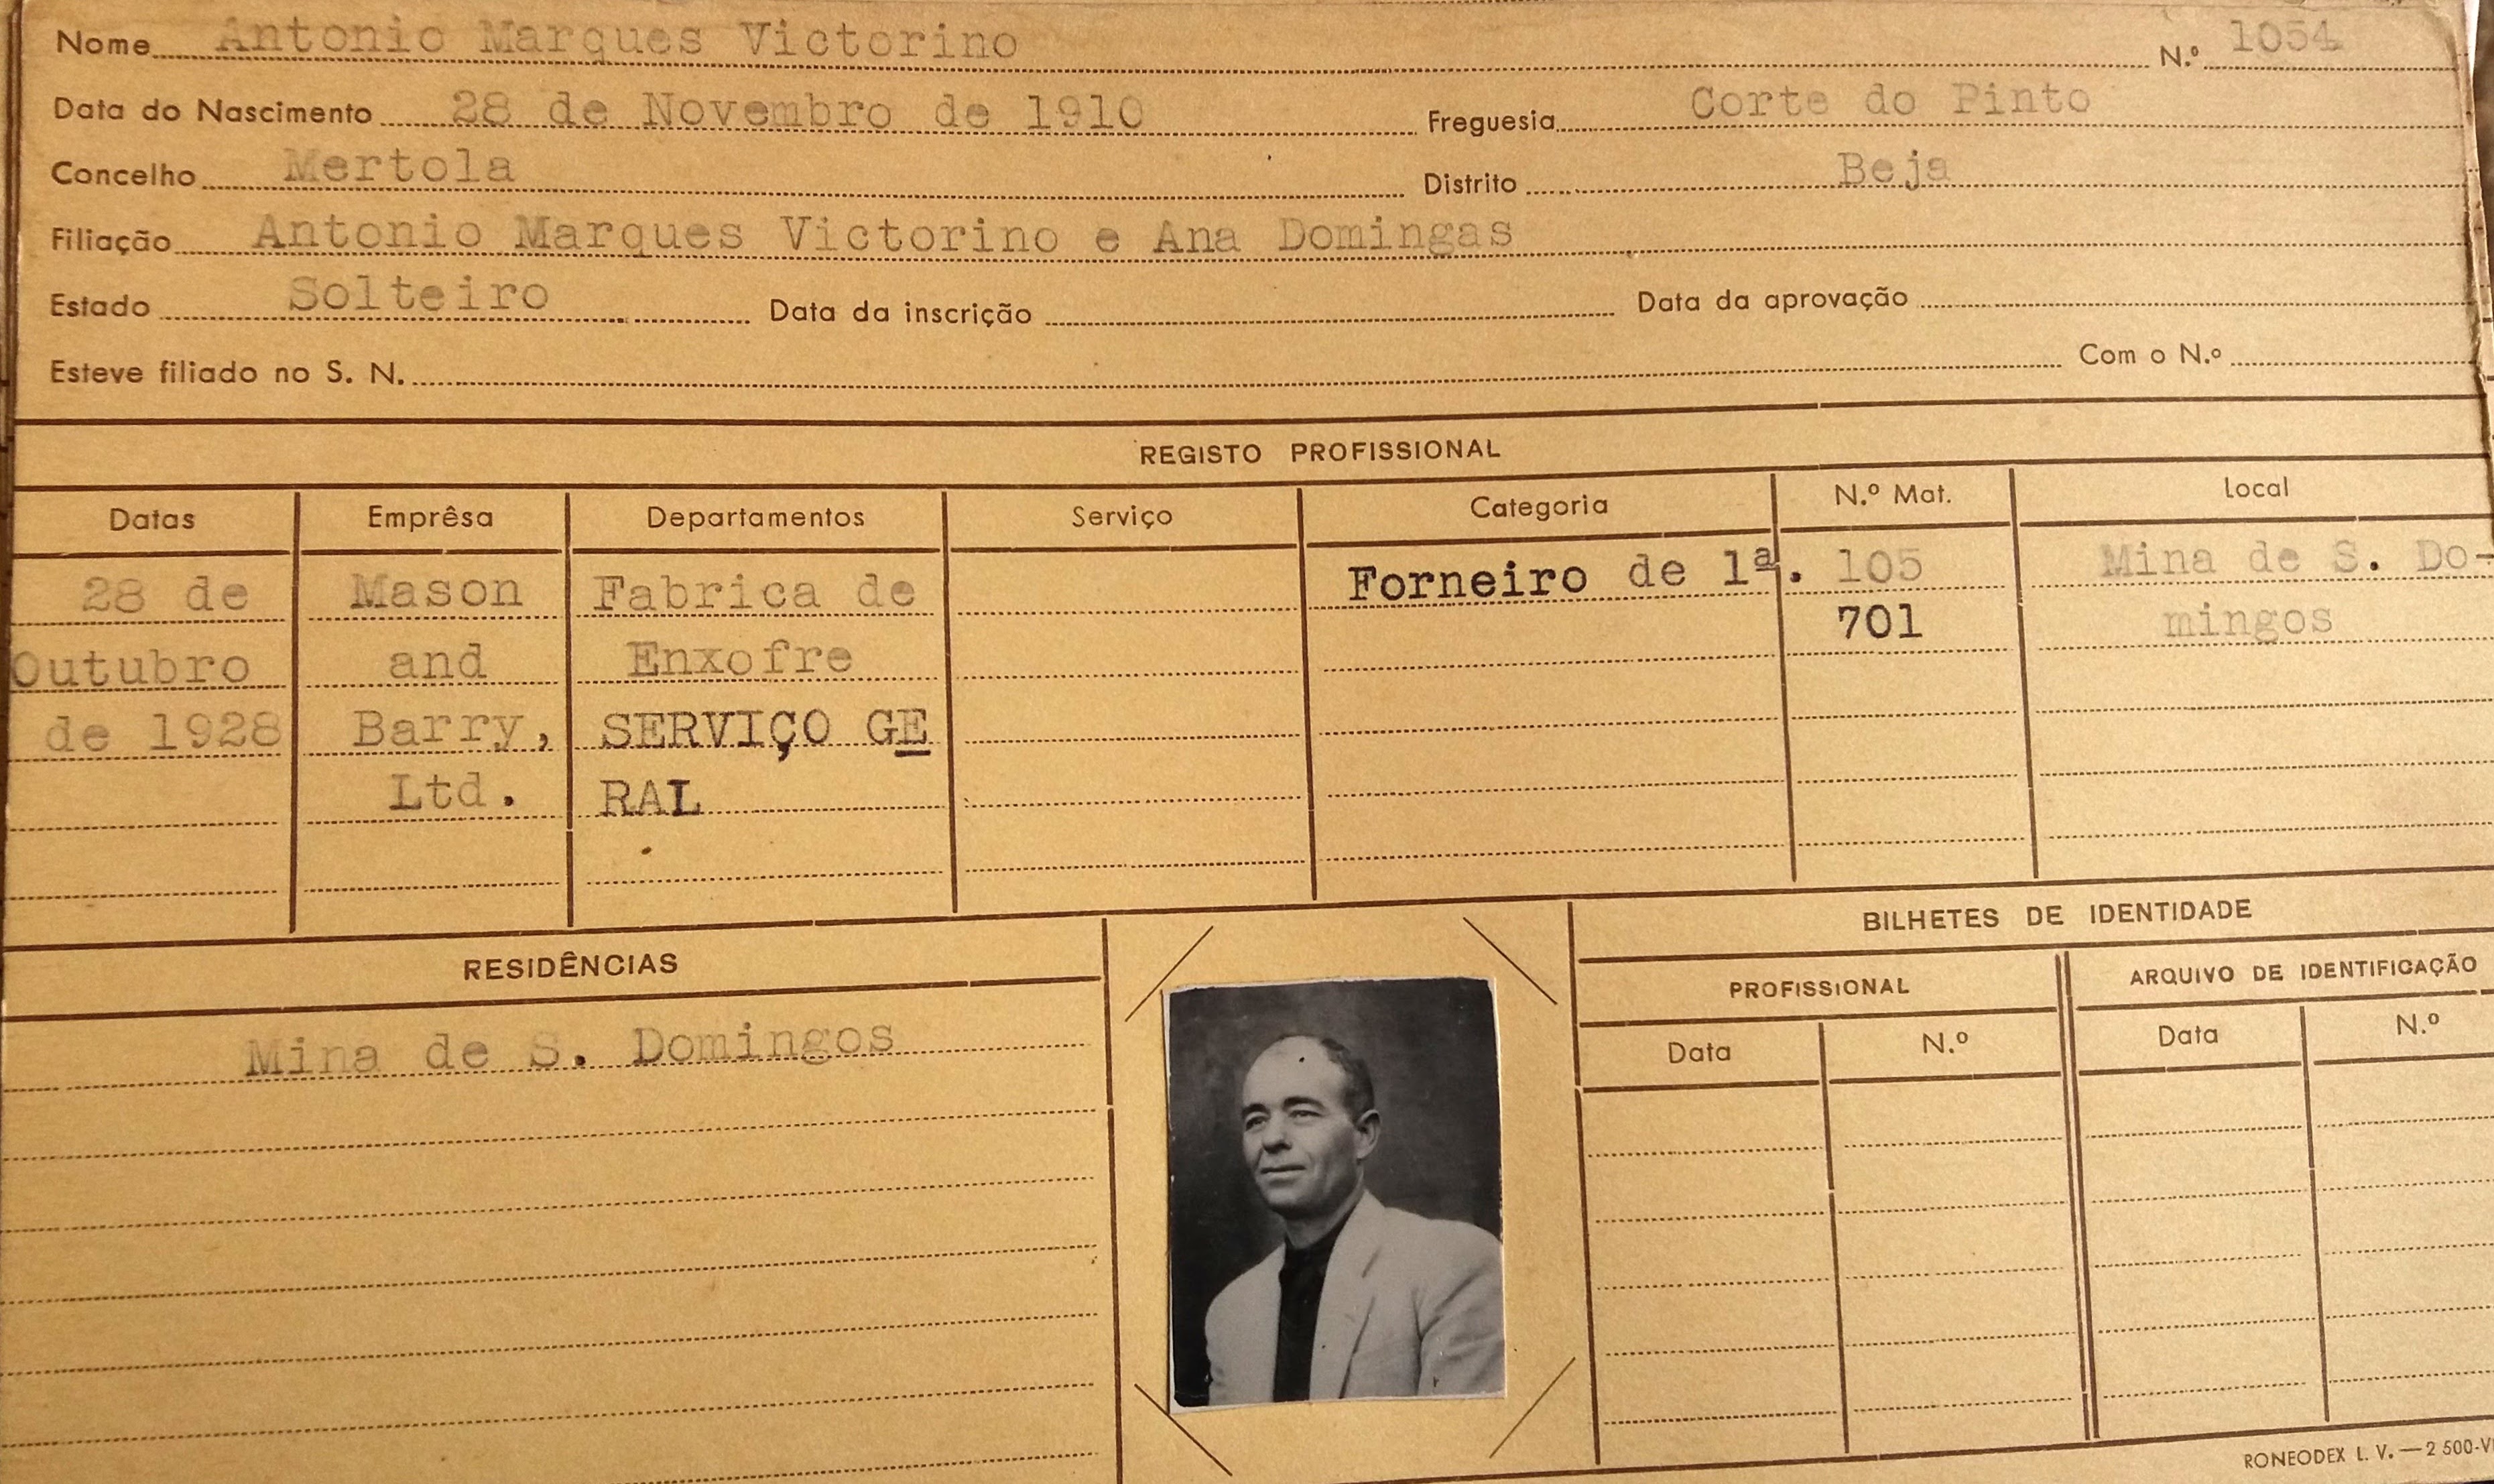 Nome Antonio Marques Victorino N.º 1054
Data do Nascimento 28 de Novembro de 1910 Freguesia Corte do Pinto
Concelho Mertola Distrito Beja
Filiação Antonio Marques Victorino e Ana Domingas
Estado Solteiro Data da inscrição Data da aprovação
Esteve filiado no S. N. Com o N.º
REGISTO PROFISSIONAL
Datas Emprêsa Departamentos Serviço Categoria N.º Mat. Local
28 de Mason Fabrica de Forneiro de 1ª. 105 Mina de S. Do-
Outubro and Enxofre 701 mingos
de 1928 Barry, SERVIÇO GE
Ltd. RAL
RESIDÊNCIAS
Mina de S. Domingos
BILHETES DE IDENTIDADE
PROFISSIONAL ARQUIVO DE IDENTIFICAÇÃO
Data N.º Data N.º
RONEODEX L. V. — 2 500-V